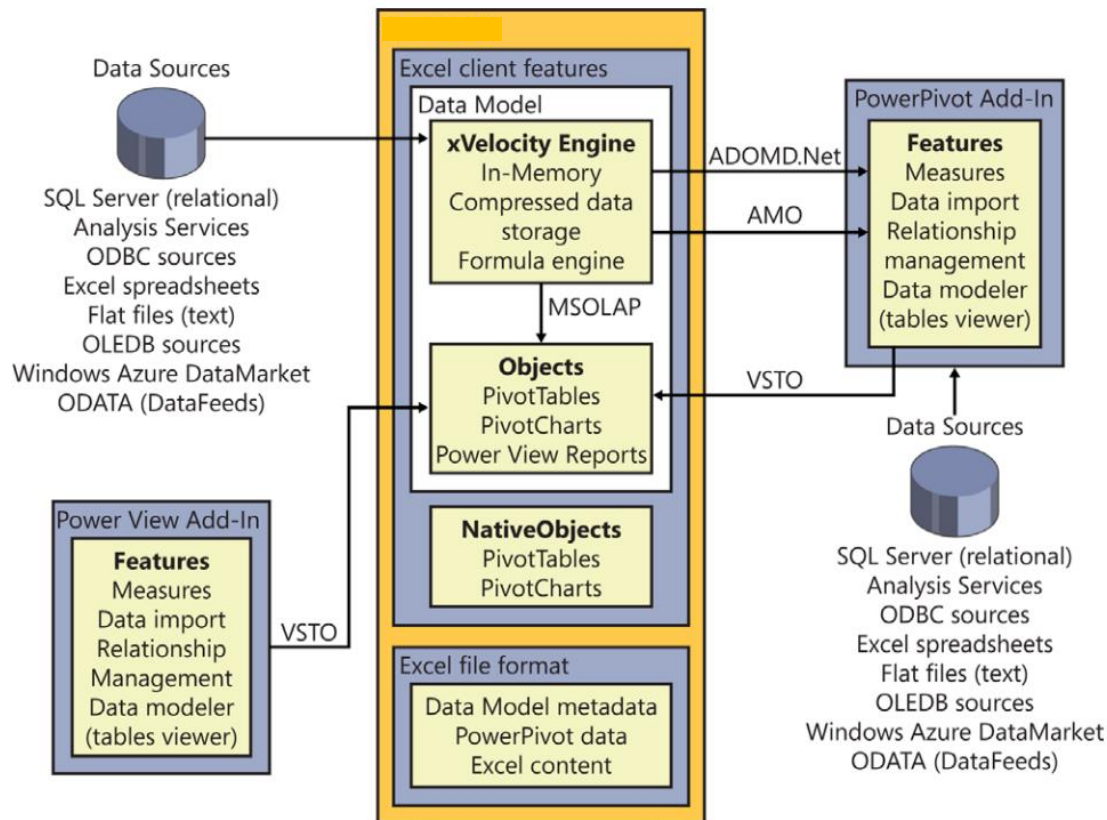 Data Sources
SQL Server (relational)
Analysis Services
ODBC sources
Excel spreadsheets
Flat files (text)
OLEDB sources
Windows Azure DataMarket
ODATA (DataFeeds)
Power View Add-In
Features
Measures
Data import
Relationship
Management
Data modeler
(tables viewer)
VSTO
Excel client features
Data Model
xVelocity Engine
In-Memory
Compressed data
storage
Formula engine
MSOLAP
Objects
PivotTables
PivotCharts
Power View Reports
NativeObjects
PivotTables
PivotCharts
Excel file format
Data Model metadata
PowerPivot data
Excel content
ADOMD.Net
AMO
VSTO
PowerPivot Add-In
Features
Measures
Data import
Relationship
management
Data modeler
(tables viewer)
Data Sources
SQL Server (relational)
Analysis Services
ODBC sources
Excel spreadsheets
Flat files (text)
OLEDB sources
Windows Azure DataMarket
ODATA (DataFeeds)